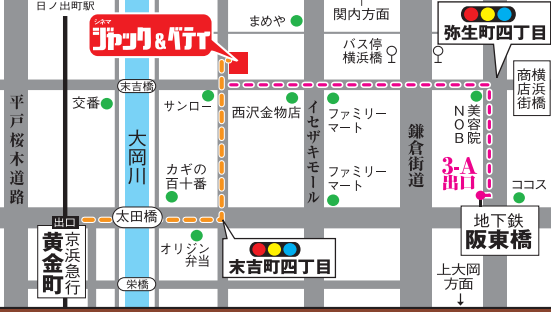 日ノ出町駅
シネマ
ジャック&ベティ
まめや
関内方面
バス停
横浜橋
弥生町四丁目
末吉橋
交番
サンロー
西沢金物店
イセザキモール
ファミリー
マート
美容院
NOB
横浜橋
商店街
平戸桜木道路
大岡川
鎌倉街道
カギの
百十番
ファミリー
マート
3-A
出口
ココス
出口
太田橋
地下鉄
阪東橋
京浜急行
黄金町
オリジン
弁当
末吉町四丁目
上大岡
方面
栄橋